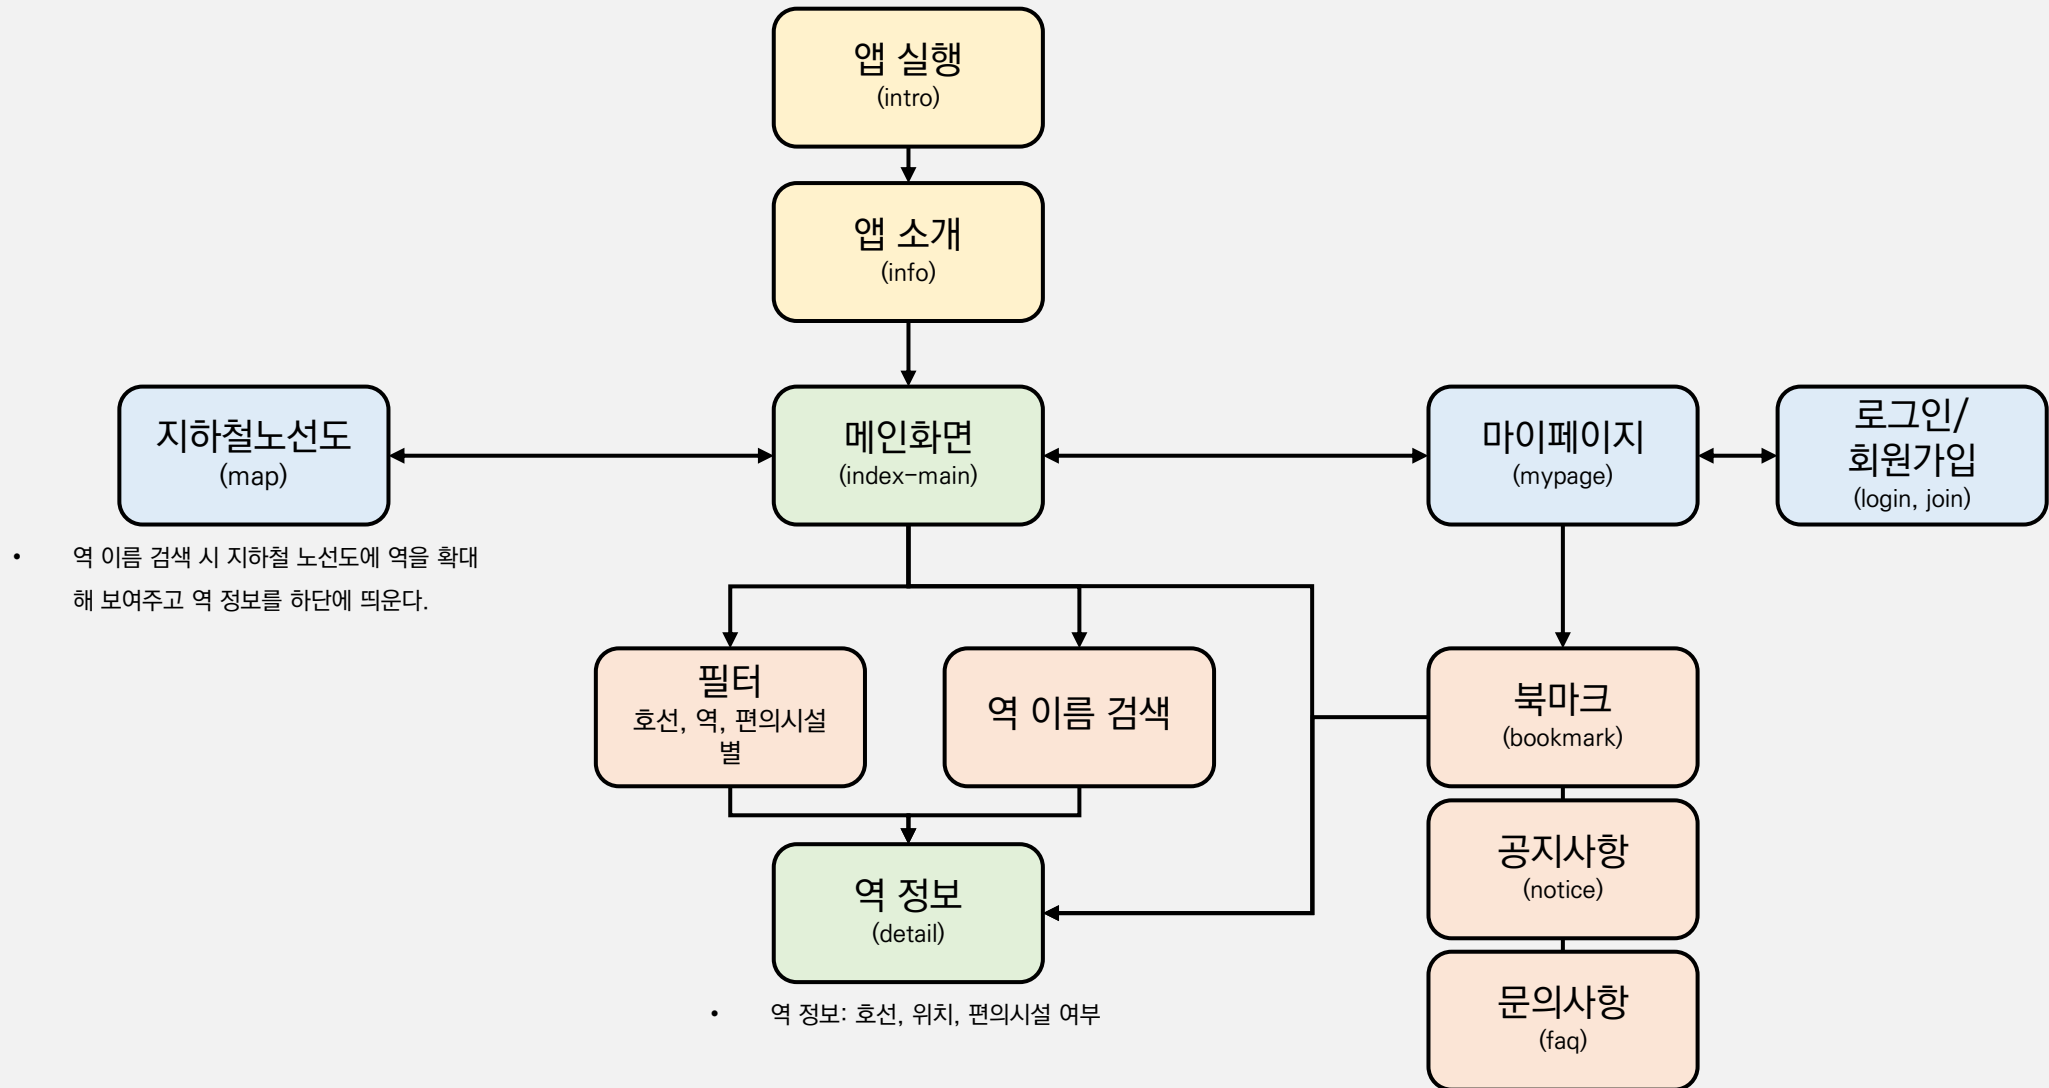 앱 실행
(intro)
앱 소개
(info)
지하철노선도
(map)
메인화면
(index-main)
마이페이지
(mypage)
로그인/
회원가입
(login, join)
• 역 이름 검색 시 지하철 노선도에 역을 확대
해 보여주고 역 정보를 하단에 띄운다.
필터
호선, 역, 편의시설
별
역 이름 검색
북마크
(bookmark)
공지사항
(notice)
역 정보
(detail)
• 역 정보: 호선, 위치, 편의시설 여부
문의사항
(faq)